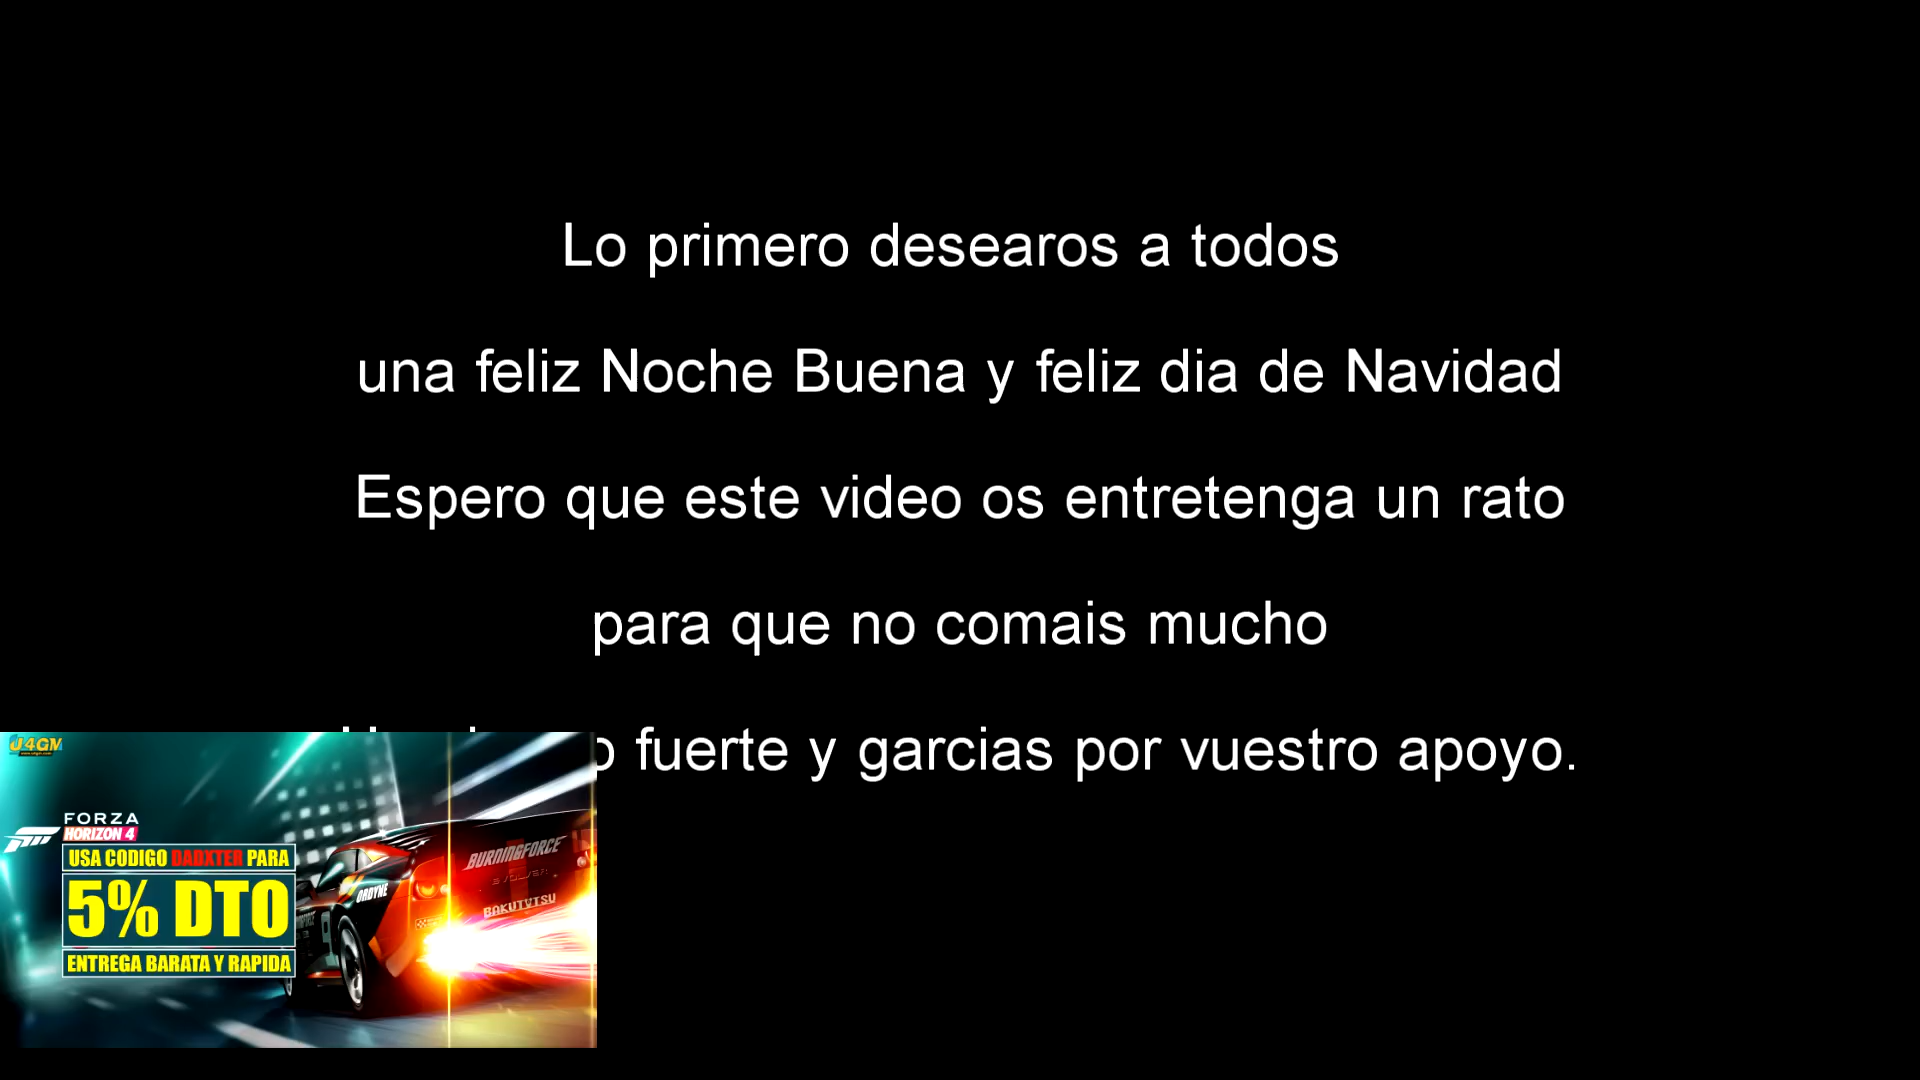 Lo primero desearos a todos
una feliz Noche Buena y feliz dia de Navidad
Espero que este video os entretenga un rato
para que no comais mucho
fuerte y garcias por vuestro apoyo.
U4GM
FORZA
HORIZON 4
USA CODIGO DADXTER PARA
5% DTO
ENTREGA BARATA Y RAPIDA
BURNINGFORCE
ORDYNE
BAKUTOTSU